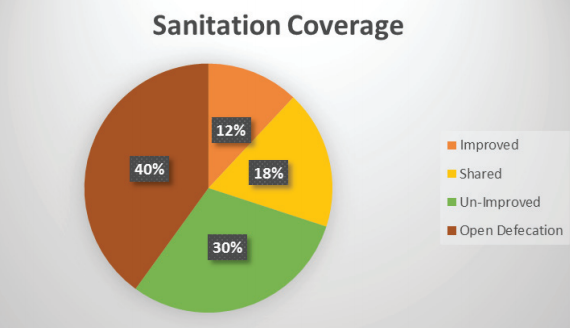 Sanitation Coverage
12%
18%
40%
30%
Improved
Shared
Un-Improved
Open Defecation